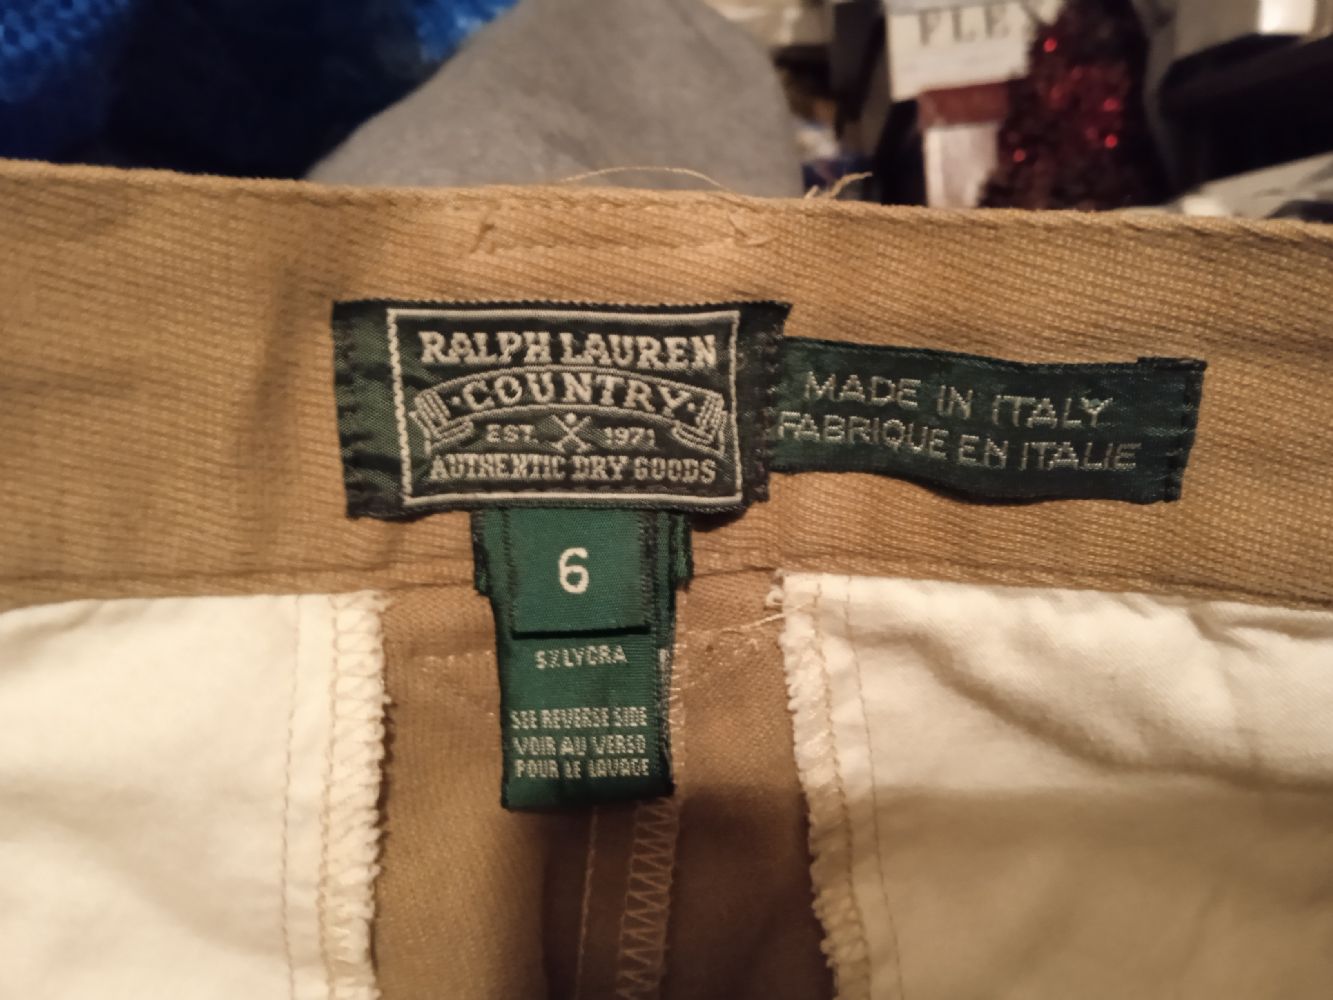 FLEX
RALPH LAUREN
·COUNTRY·
EST. 1971
AUTHENTIC DRY GOODS
MADE IN ITALY
FABRIQUE EN ITALIE
6
5%LYCRA
SEE REVERSE SIDE
VOIR AU VERSO
POUR LE LAVAGE